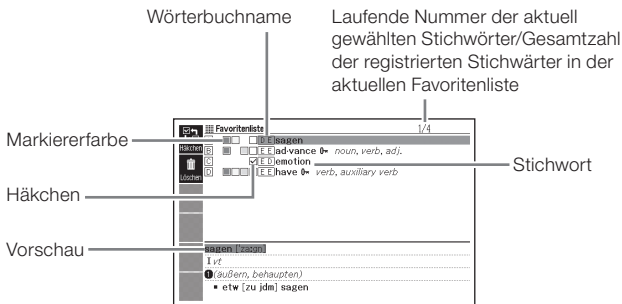 Wörterbuchname
Laufende Nummer der aktuell
gewählten Stichwörter/Gesamtzahl
der registrierten Stichwärter in der
aktuellen Favoritenliste
Markiererfarbe
Häkchen
Vorschau
Stichwort
Häkchen
Löschen
Favoritenliste 1/4
DE sagen
B EE ad·vance noun, verb, adj.
C ED emotion
D EE have verb, auxiliary verb
sagen [ˈzaːgn̩]
I vt
❶(äußern, behaupten)
▪ etw [zu jdm] sagen